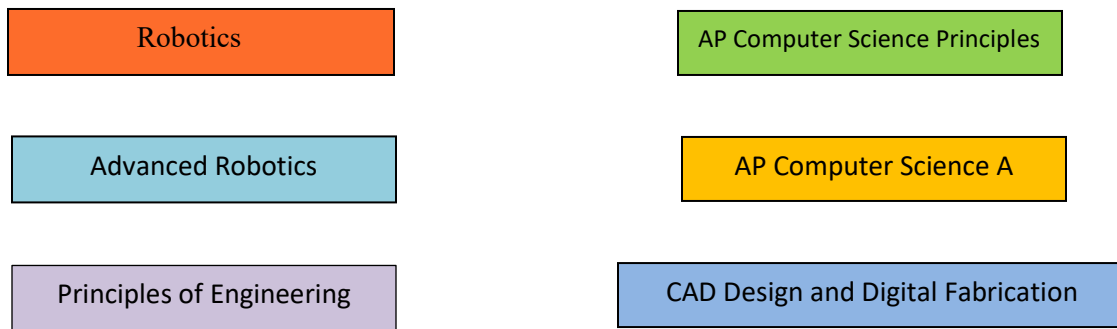 Robotics
AP Computer Science Principles
Advanced Robotics
AP Computer Science A
Principles of Engineering
CAD Design and Digital Fabrication